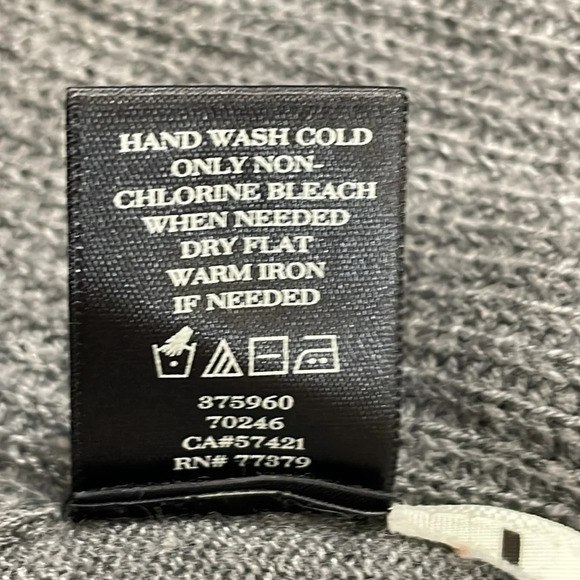 HAND WASH COLD
ONLY NON-
CHLORINE BLEACH
WHEN NEEDED
DRY FLAT
WARM IRON
IF NEEDED
375960
70246
CA#57421
RN# 77379